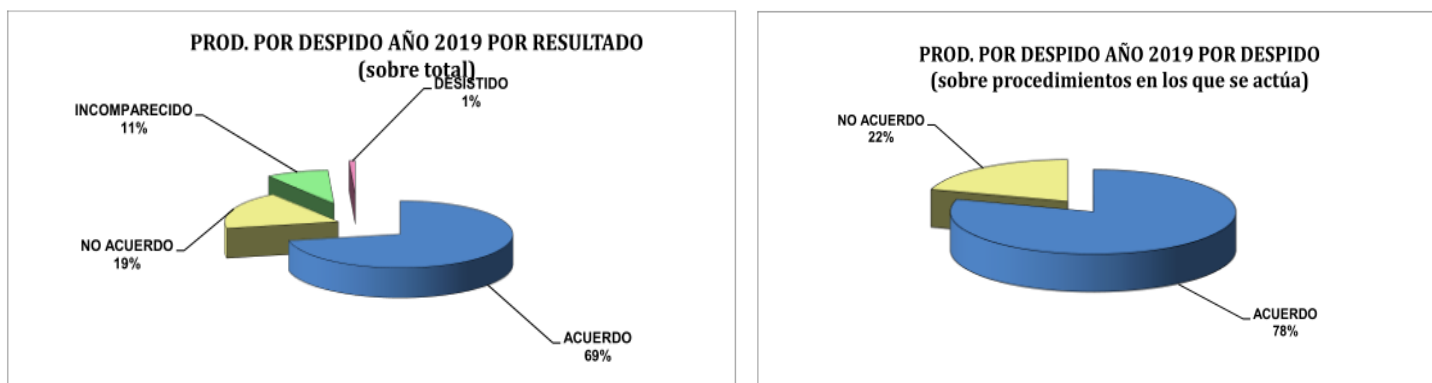 PROD. POR DESPIDO AÑO 2019 POR RESULTADO
(sobre total)
DESISTIDO
1%
INCOMPARECIDO
11%
NO ACUERDO
19%
ACUERDO
69%
PROD. POR DESPIDO AÑO 2019 POR DESPIDO
(sobre procedimientos en los que se actúa)
NO ACUERDO
22%
ACUERDO
78%